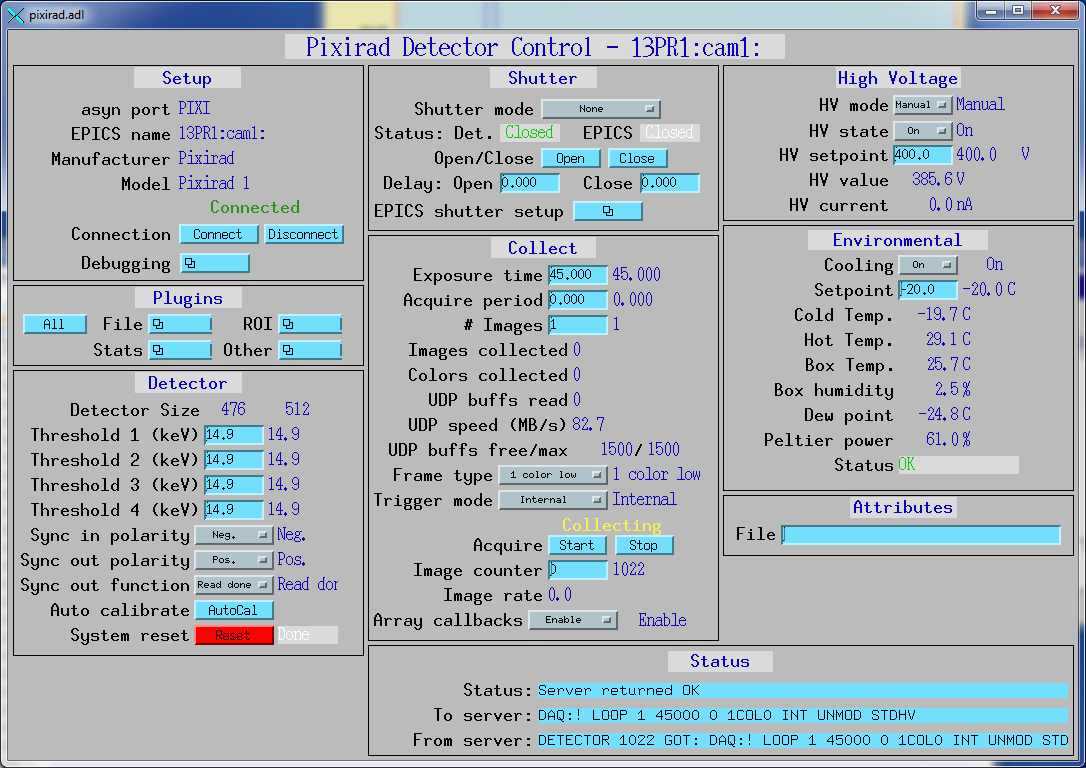 pixirad.adl
Pixirad Detector Control - 13PR1:cam1:
Setup
asyn port PIXI
EPICS name 13PR1:cam1:
Manufacturer Pixirad
Model Pixirad 1
Connected
Connection Connect Disconnect
Debugging
Plugins
All File ROI
Stats Other
Detector
Detector Size 476 512
Threshold 1 (keV) 14.9 14.9
Threshold 2 (keV) 14.9 14.9
Threshold 3 (keV) 14.9 14.9
Threshold 4 (keV) 14.9 14.9
Sync in polarity Neg. Neg.
Sync out polarity Pos. Pos.
Sync out function Read done Read dor
Auto calibrate AutoCal
System reset Reset Done
Shutter
Shutter mode None
Status: Det. Closed EPICS Closed
Open/Close Open Close
Delay: Open 0.000 Close 0.000
EPICS shutter setup
Collect
Exposure time 45.000 45.000
Acquire period 0.000 0.000
# Images 1 1
Images collected 0
Colors collected 0
UDP buffs read 0
UDP speed (MB/s) 82.7
UDP buffs free/max 1500/ 1500
Frame type 1 color low 1 color low
Trigger mode Internal Internal
Collecting
Acquire Start Stop
Image counter 0 1022
Image rate 0.0
Array callbacks Enable Enable
High Voltage
HV mode Manual Manual
HV state On On
HV setpoint 400.0 400.0 V
HV value 385.6 V
HV current 0.0 nA
Environmental
Cooling On On
Setpoint -20.0 -20.0 C
Cold Temp. -19.7 C
Hot Temp. 29.1 C
Box Temp. 25.7 C
Box humidity 2.5 %
Dew point -24.8 C
Peltier power 61.0 %
Status OK
Attributes
File
Status
Status: Server returned OK
To server: DAQ:! LOOP 1 45000 0 1COL0 INT UNMOD STDHV
From server: DETECTOR 1022 GOT: DAQ:! LOOP 1 45000 0 1COL0 INT UNMOD STD